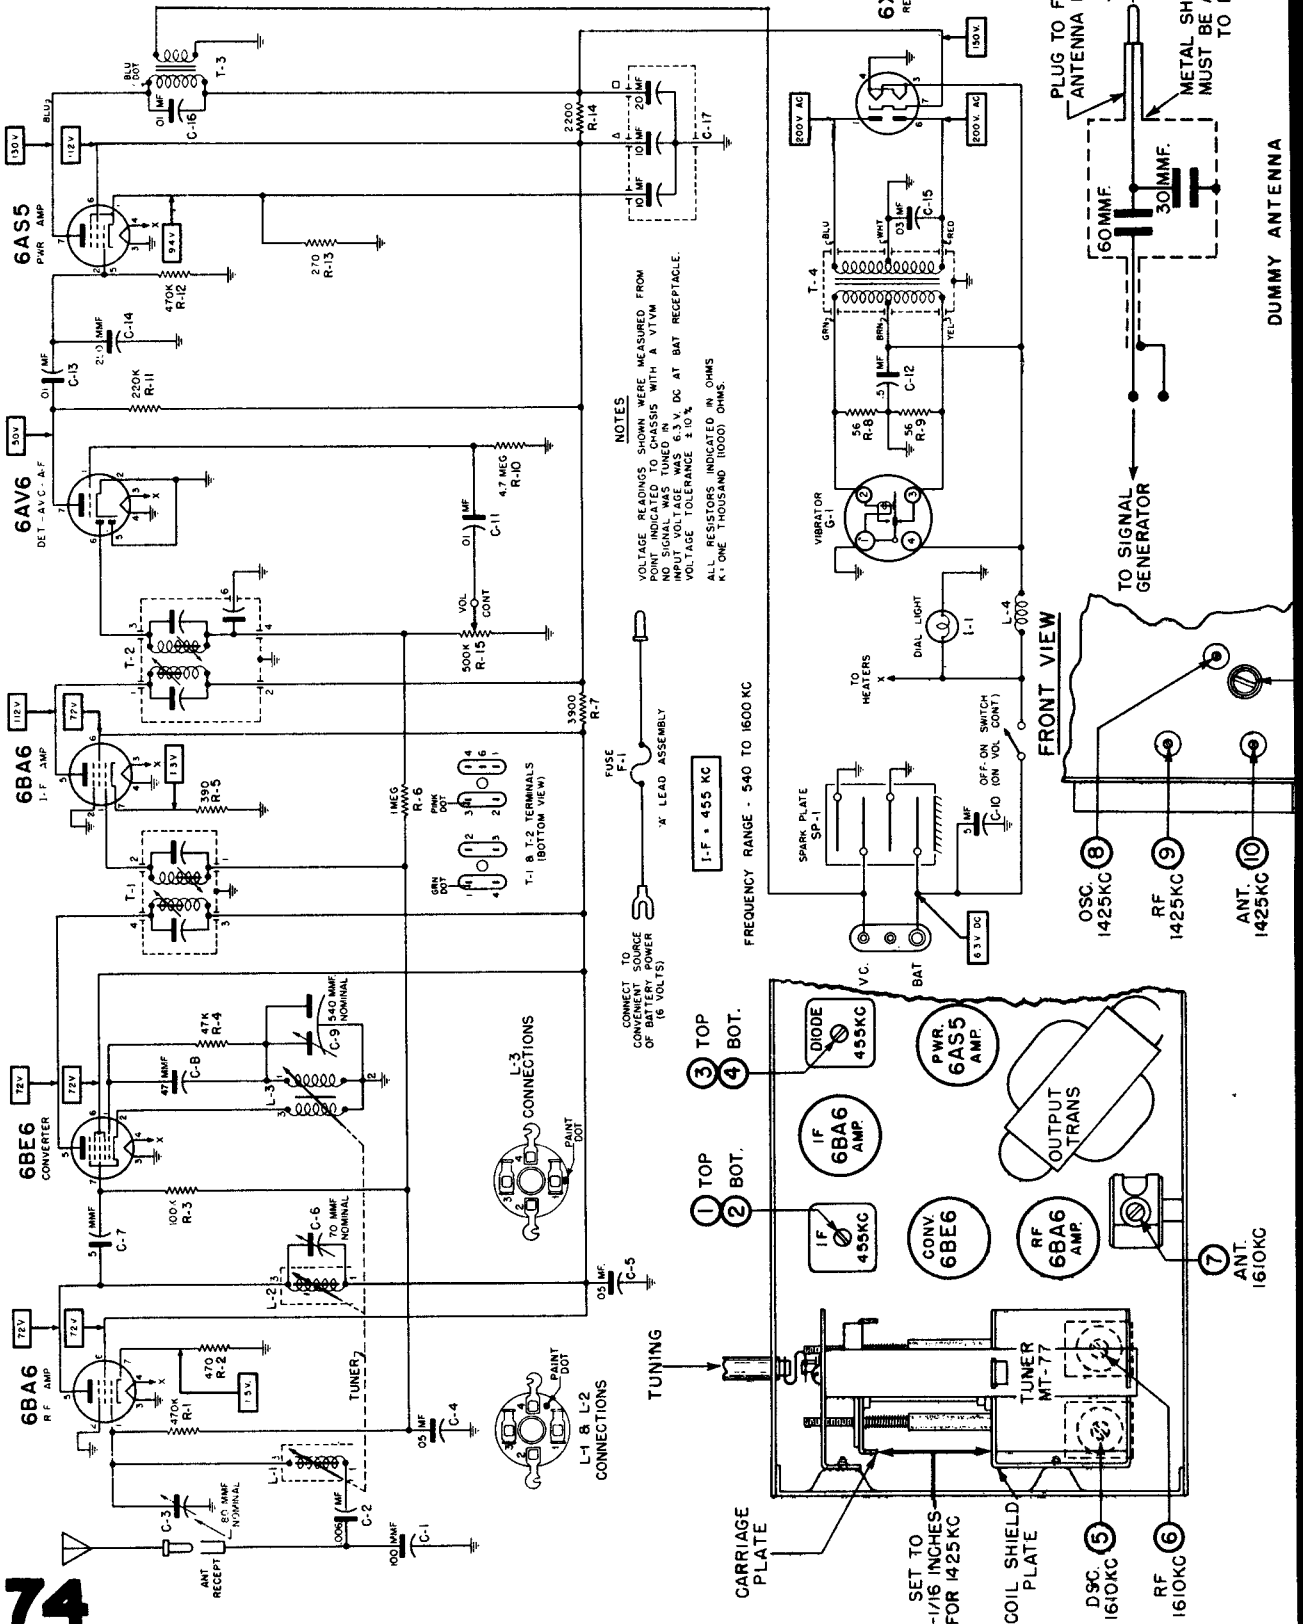 74
6BA6
R F AMP
72V
72V
470
R-2
470K
R-1
C-3
80 MMF
NOMINAL
ANT
RECEPT
100 MMF
C-1
.006 MF
C-2
L-1
TUNER
05 MF
C-4
L-2
C-6
70 MMF
NOMINAL
5 MMF
C-7
100K
R-3
05 MF
C-5
6BE6
CONVERTER
72V
72V
47 MMF
C-8
47K
R-4
L-3
C-9
540 MMF
NOMINAL
T-1
6BA6
I-F AMP
112V
77V
390
R-5
1 MEG
R-6
3900
R-7
T-2
6AV6
DET-AVC-A-F
50V
VOL
CONT
500K
R-15
01 MF
C-11
4.7 MEG
R-10
220K
R-11
01 MF
C-13
C-14
470K
R-12
6AS5
PWR AMP
130V
112V
94V
270
R-13
BLU
BLU
DOT
01 MF
C-16
T-3
2200
R-14
10 MF
10 MF
20 MF
C-17
L-1 & L-2
CONNECTIONS
PAINT
DOT
L-3
CONNECTIONS
PAINT
DOT
GRN
DOT
PINK
DOT
T-1 & T-2 TERMINALS
(BOTTOM VIEW)
CONNECT TO
CONVENIENT SOURCE
OF BATTERY POWER
(6 VOLTS)
FUSE
F-1
'A' LEAD ASSEMBLY
NOTES
VOLTAGE READINGS SHOWN WERE MEASURED FROM
POINT INDICATED TO CHASSIS WITH A VTVM
NO SIGNAL WAS TUNED IN
INPUT VOLTAGE WAS 6.3 V. DC AT BAT RECEPTACLE.
VOLTAGE TOLERANCE ± 10 %
ALL RESISTORS INDICATED IN OHMS
K = ONE THOUSAND (1000) OHMS.
I-F = 455 KC
FREQUENCY RANGE - 540 TO 1600 KC
V.C.
BAT
6.3 V DC
SPARK PLATE
SP-1
5 MF
C-10
OFF-ON SWITCH
(ON VOL CONT)
TO
HEATERS
X
DIAL LIGHT
I-1
L-4
VIBRATOR
G-1
56
R-8
56
R-9
.5 MF
C-12
GRN
BRN
YEL
T-4
BLU
WHT
RED
03 MF
C-15
200V AC
200V. AC
150V.
TUNING
CARRIAGE
PLATE
SET TO
-1/16 INCHES
FOR 1425KC
COIL SHIELD
PLATE
OSC. 5
1610KC
RF 6
1610KC
TUNER
MT-77
1 TOP
2 BOT.
IF
455KC
3 TOP
4 BOT.
DIODE
455KC
IF
6BA6
AMP.
CONV.
6BE6
RF
6BA6
AMP.
PWR.
6AS5
AMP.
OUTPUT
TRANS
7
ANT.
1610KC
FRONT VIEW
OSC. 8
1425KC
RF 9
1425KC
ANT. 10
1425KC
TO SIGNAL
GENERATOR
60MMF.
30MMF.
PLUG TO F
ANTENNA
METAL SH
MUST BE
TO
DUMMY ANTENNA